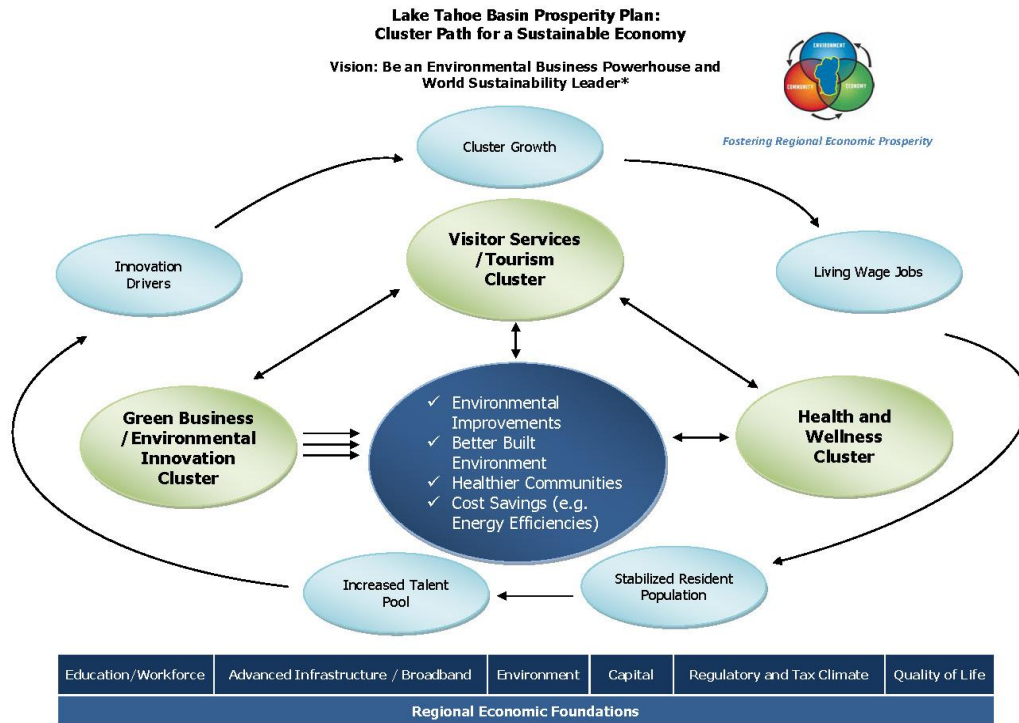 Lake Tahoe Basin Prosperity Plan:
Cluster Path for a Sustainable Economy
Vision: Be an Environmental Business Powerhouse and
World Sustainability Leader*
ENVIRONMENT
COMMUNITY
ECONOMY
Fostering Regional Economic Prosperity
Cluster Growth
Innovation
Drivers
Visitor Services
/Tourism
Cluster
Living Wage Jobs
Green Business
/Environmental
Innovation
Cluster
✓ Environmental
Improvements
✓ Better Built
Environment
✓ Healthier Communities
✓ Cost Savings (e.g.
Energy Efficiencies)
Health and
Wellness
Cluster
Increased Talent
Pool
Stabilized Resident
Population
Education/Workforce
Advanced Infrastructure / Broadband
Environment
Capital
Regulatory and Tax Climate
Quality of Life
Regional Economic Foundations